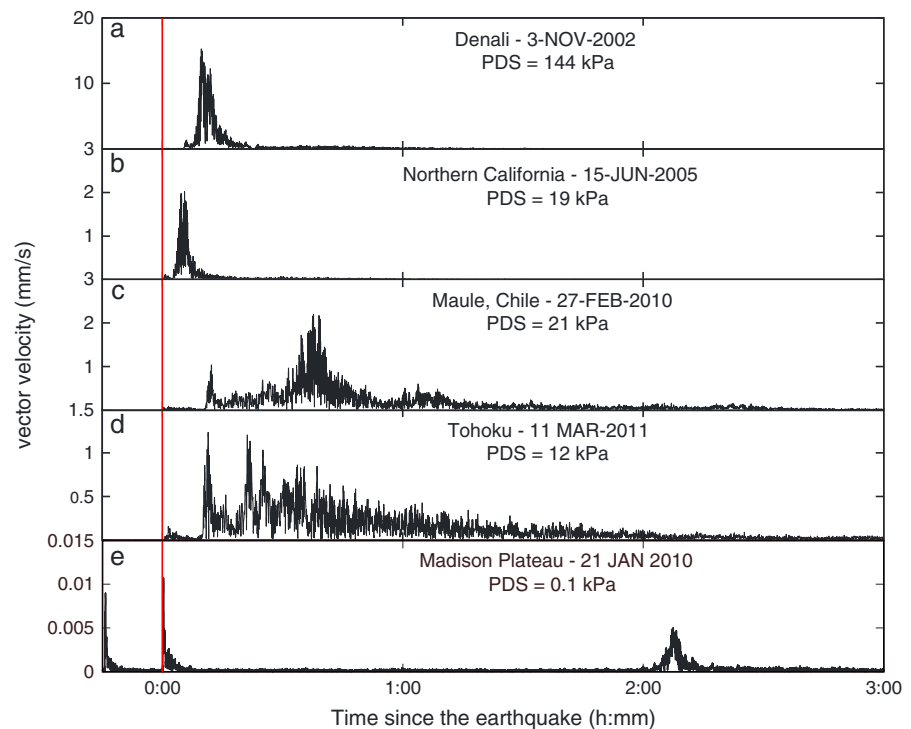 20
a
Denali - 3-NOV-2002
PDS = 144 kPa
10
3
b
Northern California - 15-JUN-2005
PDS = 19 kPa
2
1
3
c
Maule, Chile - 27-FEB-2010
PDS = 21 kPa
2
1
1.5
d
Tohoku - 11 MAR-2011
PDS = 12 kPa
1
0.5
0.015
e
Madison Plateau - 21 JAN 2010
PDS = 0.1 kPa
0.01
0.005
0
vector velocity (mm/s)
0:00 1:00 2:00 3:00
Time since the earthquake (h:mm)